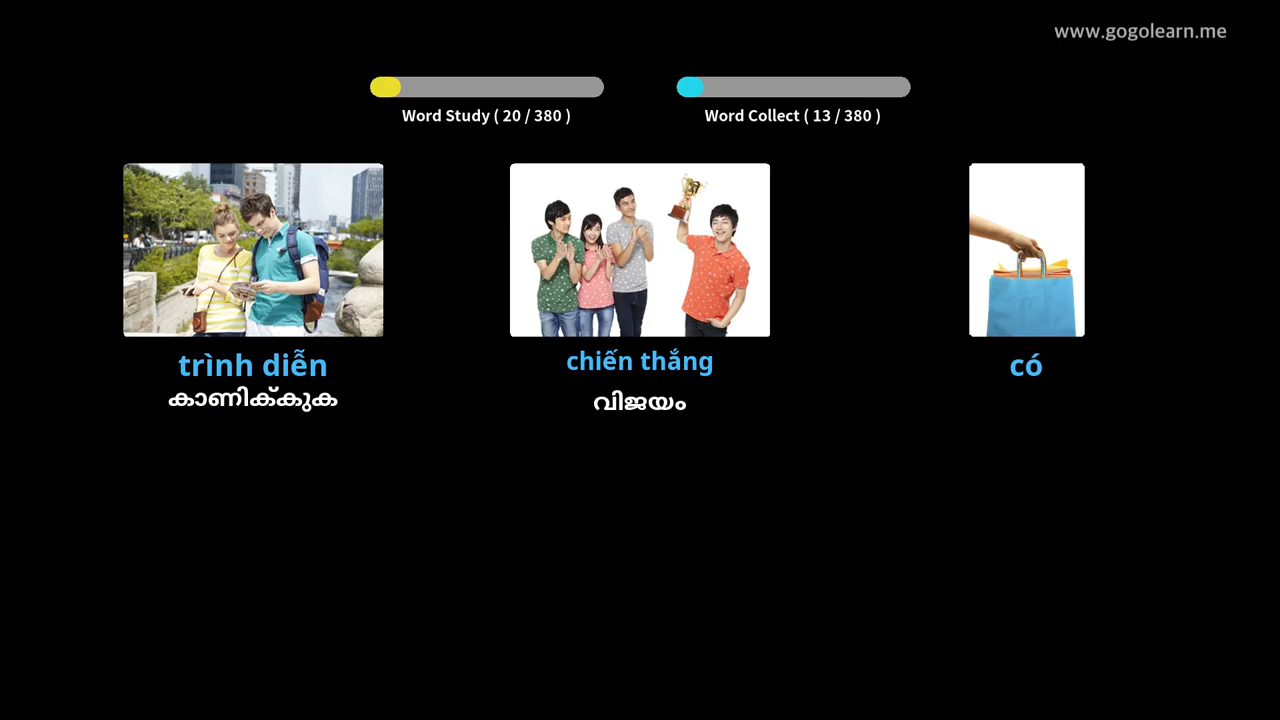 www.gogolearn.me
Word Study ( 20 / 380 )
Word Collect ( 13 / 380 )
trình diễn
കാണിക്കുക
chiến thắng
വിജയം
có